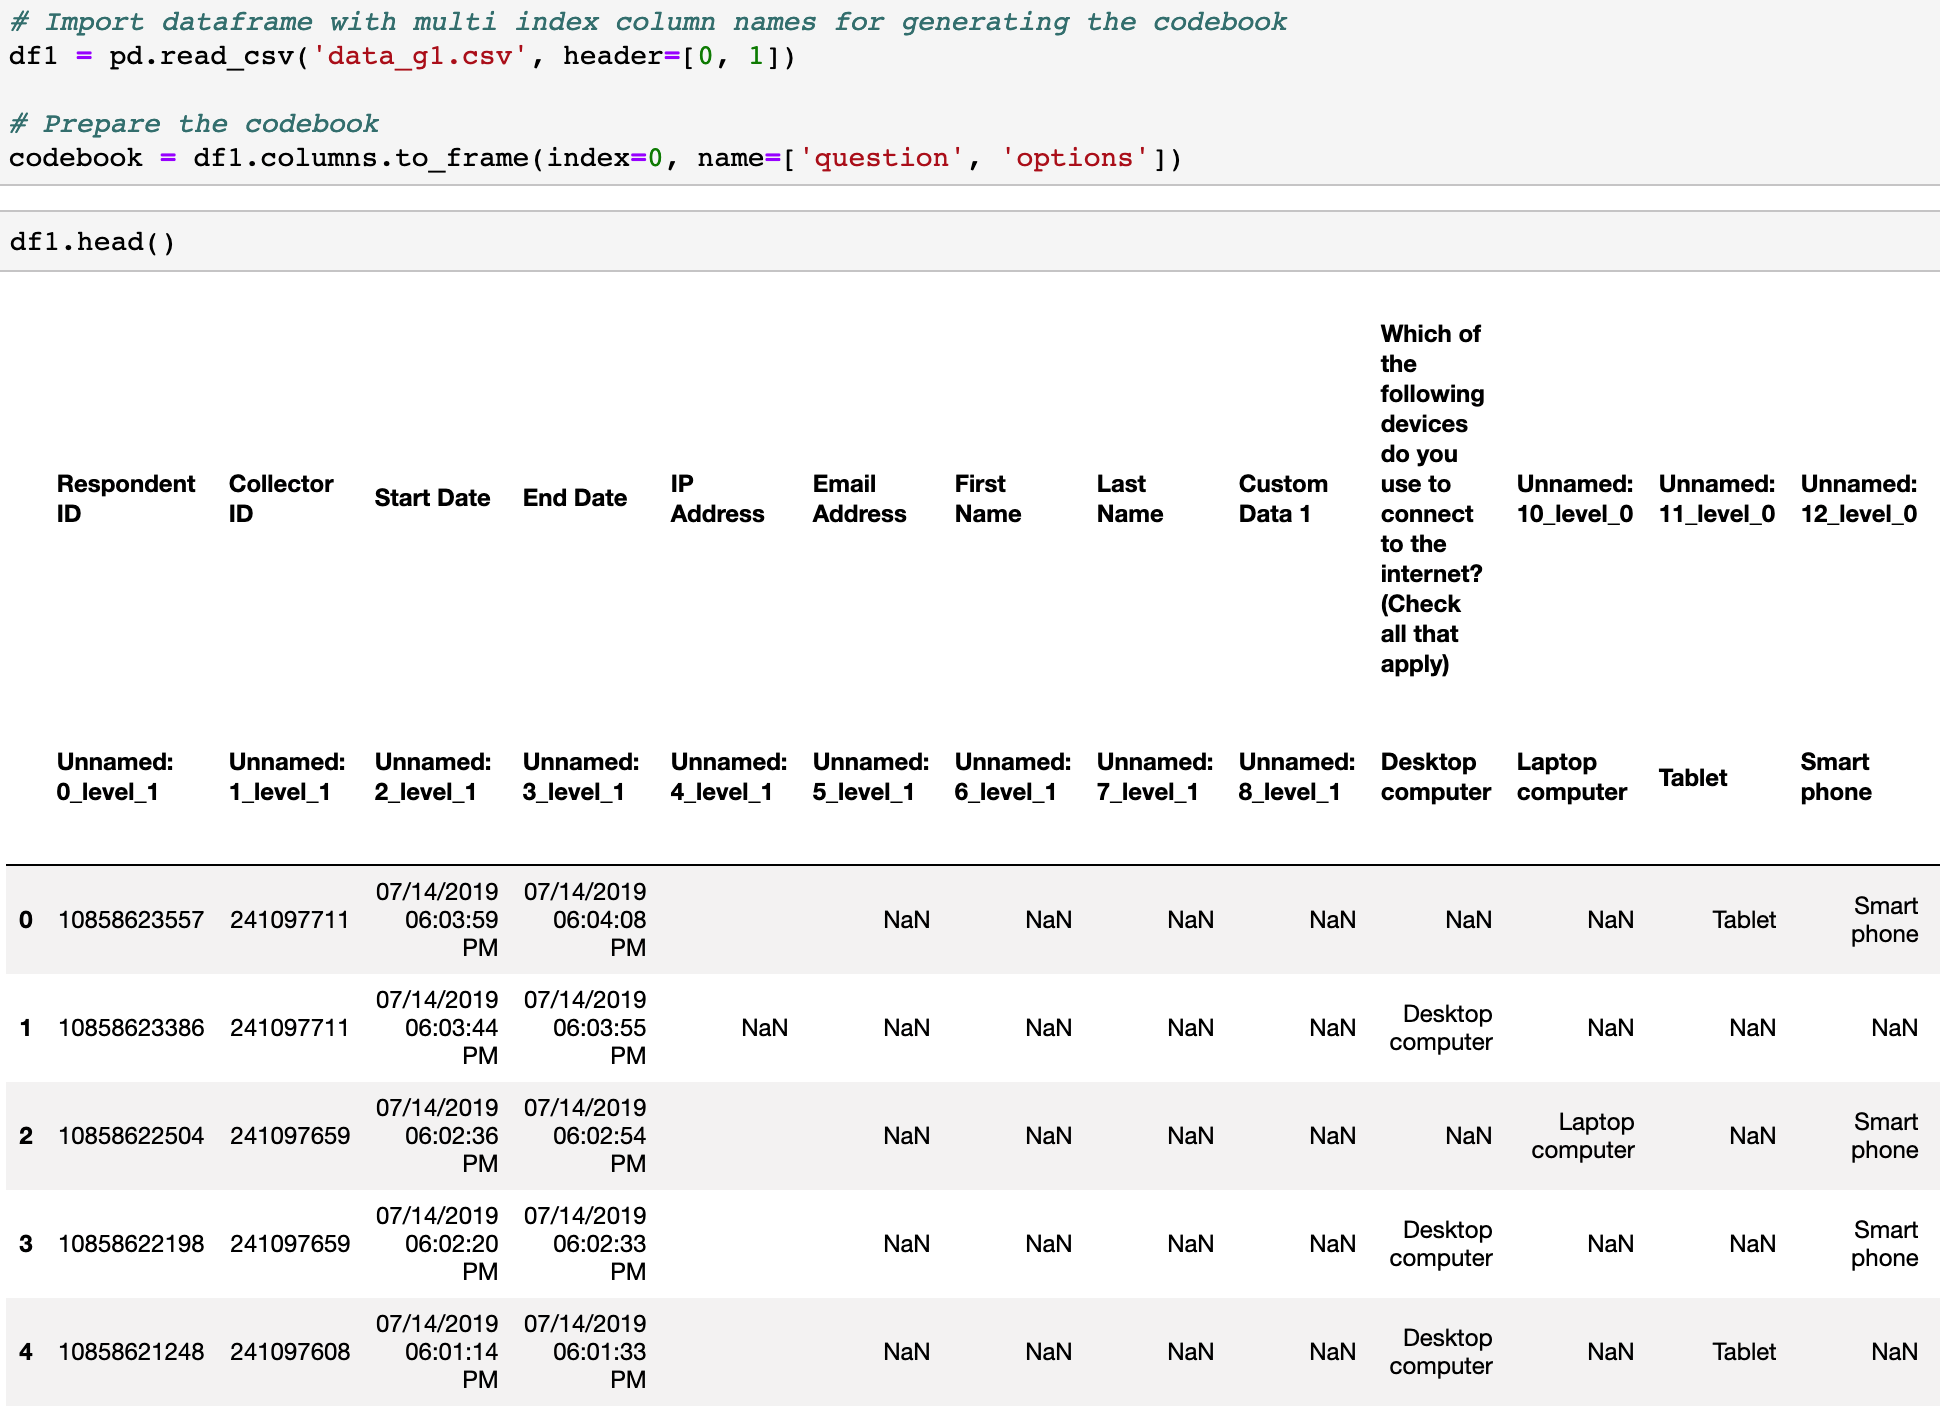 # Import dataframe with multi index column names for generating the codebook
df1 = pd.read_csv('data_g1.csv', header=[0, 1])
# Prepare the codebook
codebook = df1.columns.to_frame(index=0, name=['question', 'options'])
df1.head()
Respondent ID Collector ID Start Date End Date IP Address Email Address First Name Last Name Custom Data 1 Which of the following devices do you use to connect to the internet? (Check all that apply) Unnamed: 10_level_0 Unnamed: 11_level_0 Unnamed: 12_level_0
Unnamed: 0_level_1 Unnamed: 1_level_1 Unnamed: 2_level_1 Unnamed: 3_level_1 Unnamed: 4_level_1 Unnamed: 5_level_1 Unnamed: 6_level_1 Unnamed: 7_level_1 Unnamed: 8_level_1 Desktop computer Laptop computer Tablet Smart phone
0 10858623557 241097711 07/14/2019 06:03:59 PM 07/14/2019 06:04:08 PM NaN NaN NaN NaN NaN NaN Tablet Smart phone
1 10858623386 241097711 07/14/2019 06:03:44 PM 07/14/2019 06:03:55 PM NaN NaN NaN NaN NaN Desktop computer NaN NaN NaN
2 10858622504 241097659 07/14/2019 06:02:36 PM 07/14/2019 06:02:54 PM NaN NaN NaN NaN NaN Laptop computer NaN Smart phone
3 10858622198 241097659 07/14/2019 06:02:20 PM 07/14/2019 06:02:33 PM NaN NaN NaN NaN Desktop computer NaN NaN Smart phone
4 10858621248 241097608 07/14/2019 06:01:14 PM 07/14/2019 06:01:33 PM NaN NaN NaN NaN Desktop computer NaN Tablet NaN